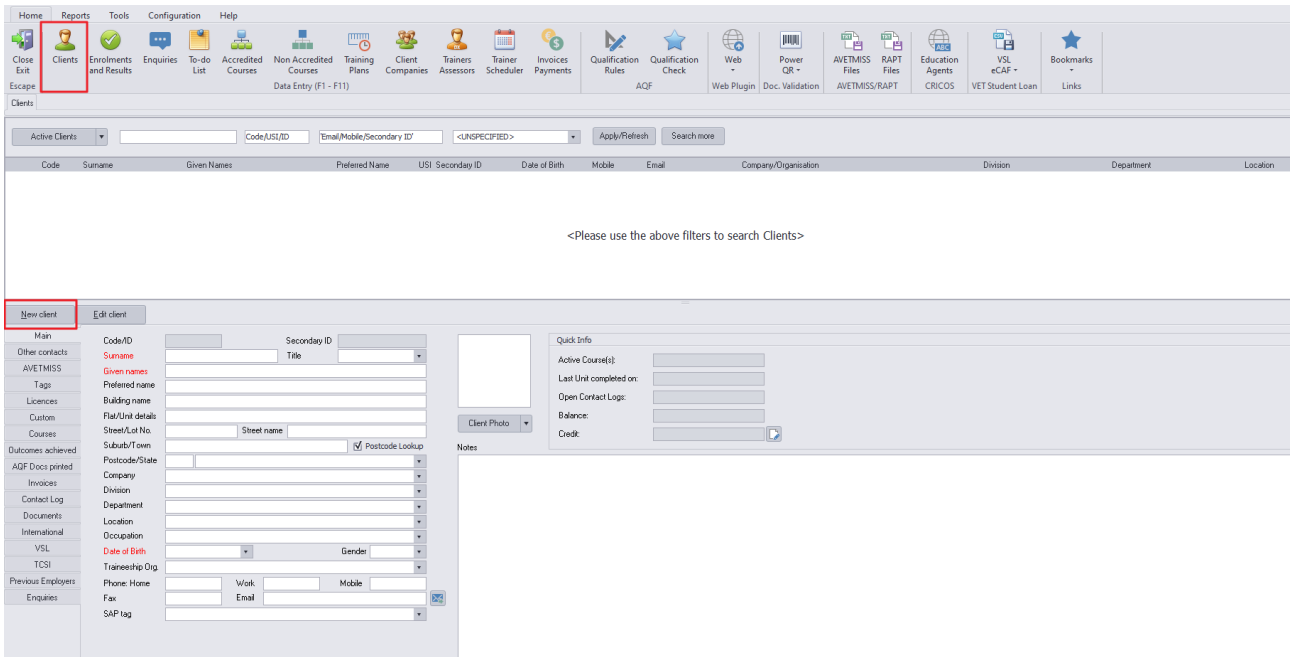 Home Reports Tools Configuration Help
Close Exit
Clients
Enrolments and Results
Enquiries
To-do List
Accredited Courses
Non Accredited Courses
Training Plans
Client Companies
Trainers Assessors
Trainer Scheduler
Invoices Payments
Qualification Rules
Qualification Check
Web
Power QR
AVETMISS Files
RAPT Files
Education Agents
VSL eCAF
Bookmarks
Escape Data Entry (F1 - F11) AQF Web Plugin Doc. Validation AVETMISS/RAPT CRICOS VET Student Loan Links
Clients
Active Clients Code/USI/ID 'Email/Mobile/Secondary ID' <UNSPECIFIED> Apply/Refresh Search more
Code Surname Given Names Preferred Name USI Secondary ID Date of Birth Mobile Email Company/Organisation Division Department Location
<Please use the above filters to search Clients>
New client Edit client
Main
Other contacts
AVETMISS
Tags
Licences
Custom
Courses
Outcomes achieved
AQF Docs printed
Invoices
Contact Log
Documents
International
VSL
TCSI
Previous Employers
Enquiries
Code/ID Secondary ID
Surname Title
Given names
Preferred name
Building name
Flat/Unit details
Street/Lot No. Street name
Suburb/Town Postcode Lookup
Postcode/State
Company
Division
Department
Location
Occupation
Date of Birth Gender
Traineeship Org.
Phone: Home Work Mobile
Fax Email
SAP tag
Client Photo
Notes
Quick Info
Active Course(s):
Last Unit completed on:
Open Contact Logs:
Balance:
Credit:
ABC